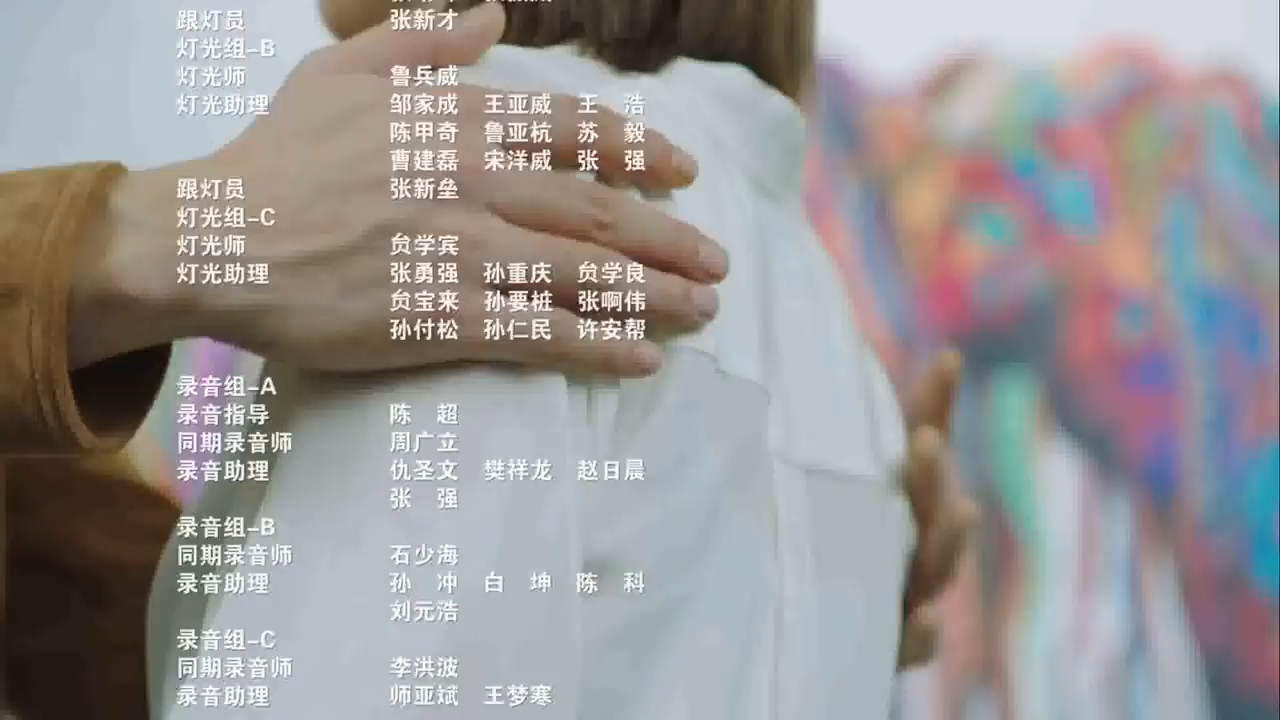 跟灯员 张新才
灯光组-B
灯光师 鲁兵威
灯光助理 邹家成 王亚威 王 浩
陈甲奇 鲁亚杭 苏 毅
曹建磊 宋洋威 张 强
跟灯员 张新垒
灯光组-C
灯光师 贠学宾
灯光助理 张勇强 孙重庆 贠学良
贠宝来 孙要桩 张啊伟
孙付松 孙仁民 许安帮
录音组-A
录音指导 陈 超
同期录音师 周广立
录音助理 仇圣文 樊祥龙 赵日晨
张 强
录音组-B
同期录音师 石少海
录音助理 孙 冲 白 坤 陈 科
刘元浩
录音组-C
同期录音师 李洪波
录音助理 师亚斌 王梦寒